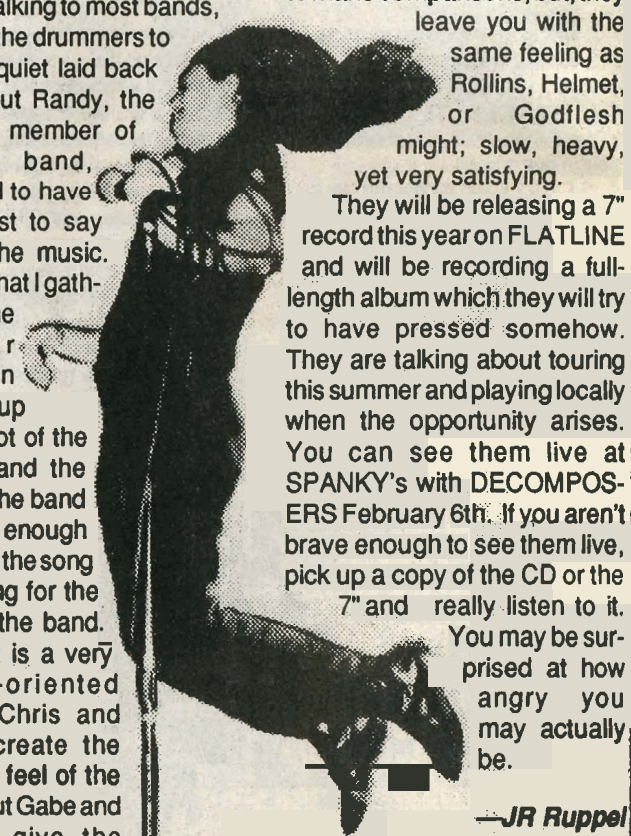 alking to most bands,
he drummers to
quiet laid back
ut Randy, the
member of
band,
d to have
st to say
he music.
hat I gath-
e
r
n
up
ot of the
and the
he band
enough
the song
ng for the
the band.
is a very
-oriented
Chris and
create the
feel of the
ut Gabe and
give the
leave you with the
same feeling as
Rollins, Helmet,
or Godflesh
might; slow, heavy,
yet very satisfying.
They will be releasing a 7"
record this year on FLATLINE
and will be recording a full-
length album which they will try
to have pressed somehow.
They are talking about touring
this summer and playing locally
when the opportunity arises.
You can see them live at
SPANKY's with DECOMPOS-
ERS February 6th. If you aren't
brave enough to see them live,
pick up a copy of the CD or the
7" and really listen to it.
You may be sur-
prised at how
angry you
may actually
be.
—JR Ruppel